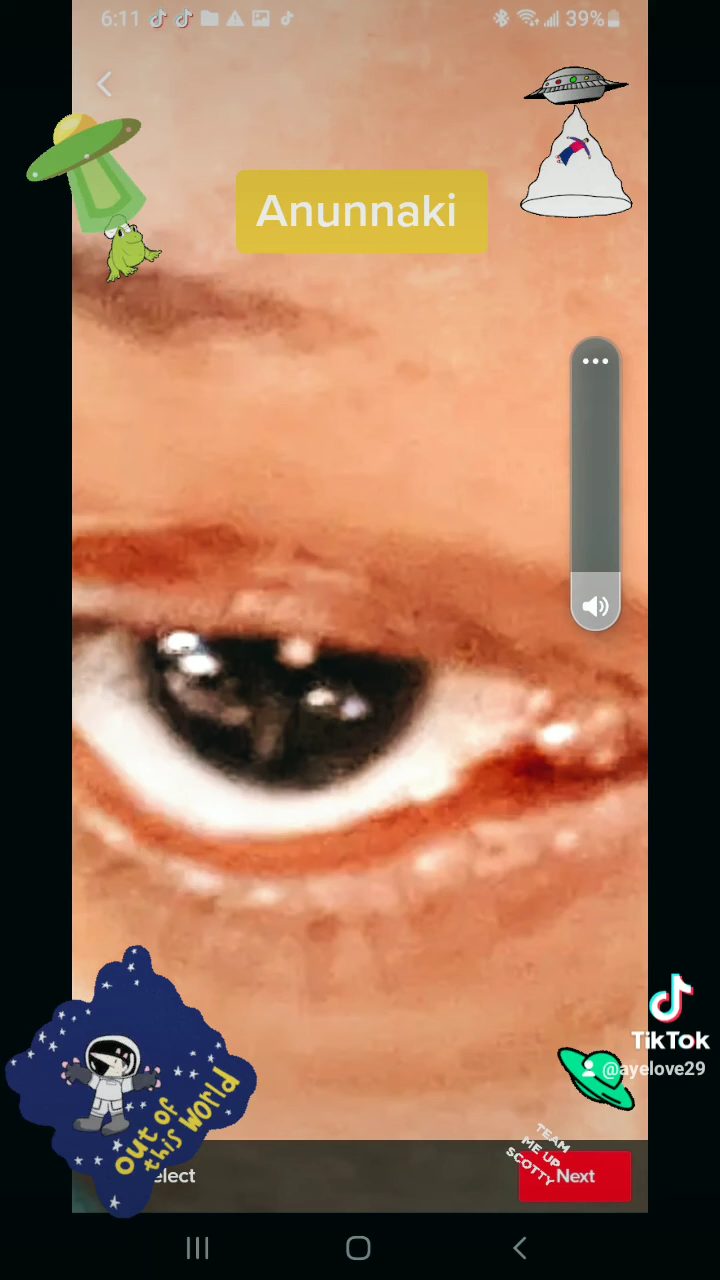 6:11
39%
Anunnaki
TikTok
@ayelove29
out of
this world
TEAM
ME UP
SCOTTY
elect
Next